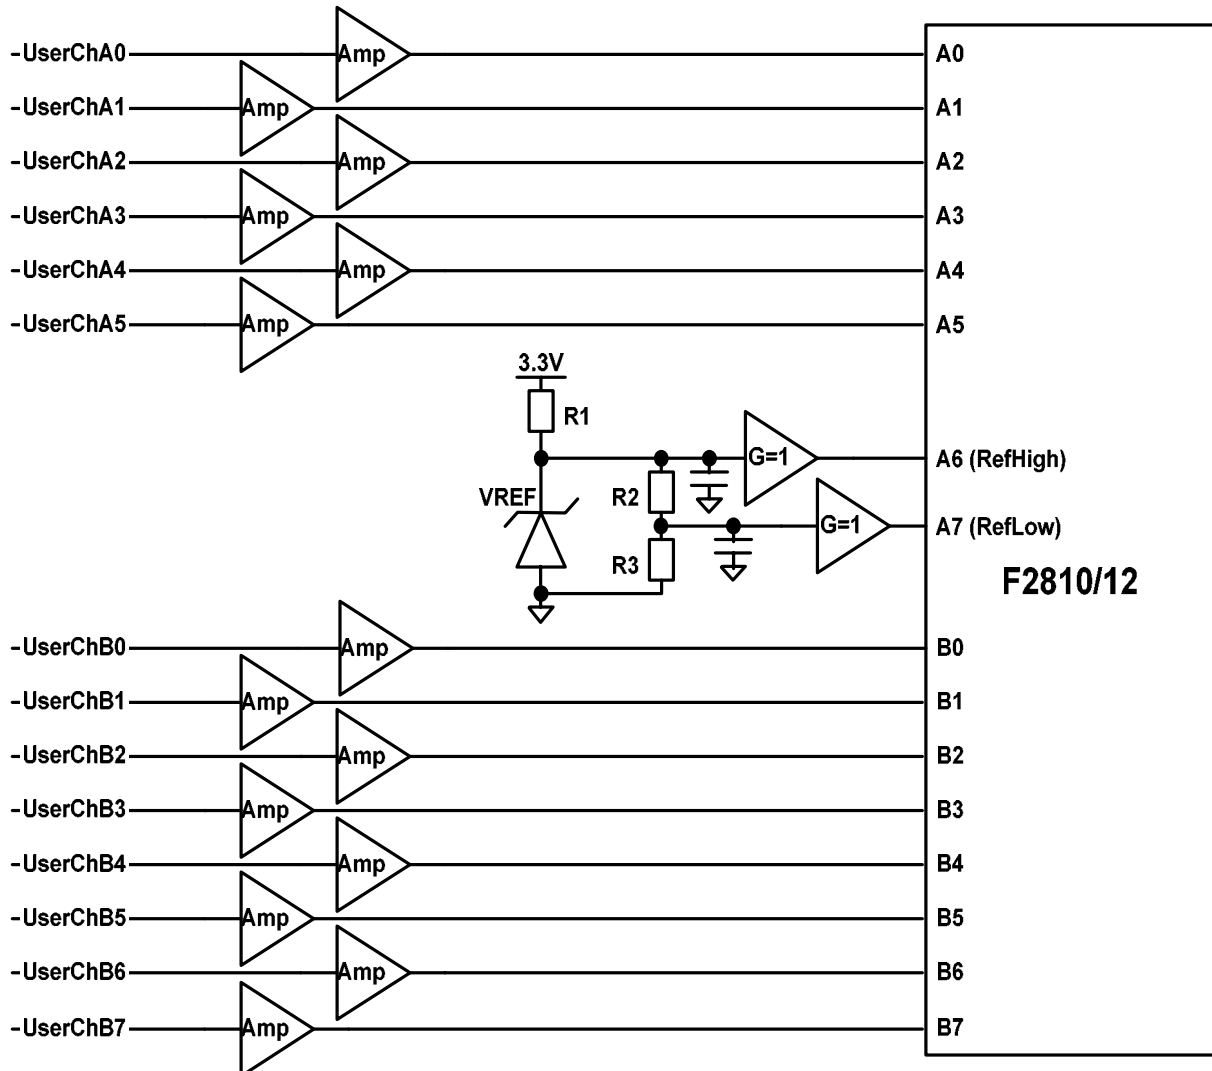 -UserChA0 Amp A0
-UserChA1 Amp A1
-UserChA2 Amp A2
-UserChA3 Amp A3
-UserChA4 Amp A4
-UserChA5 Amp A5
3.3V
R1
G=1 A6 (RefHigh)
VREF R2
G=1 A7 (RefLow)
R3
F2810/12
-UserChB0 Amp B0
-UserChB1 Amp B1
-UserChB2 Amp B2
-UserChB3 Amp B3
-UserChB4 Amp B4
-UserChB5 Amp B5
-UserChB6 Amp B6
-UserChB7 Amp B7